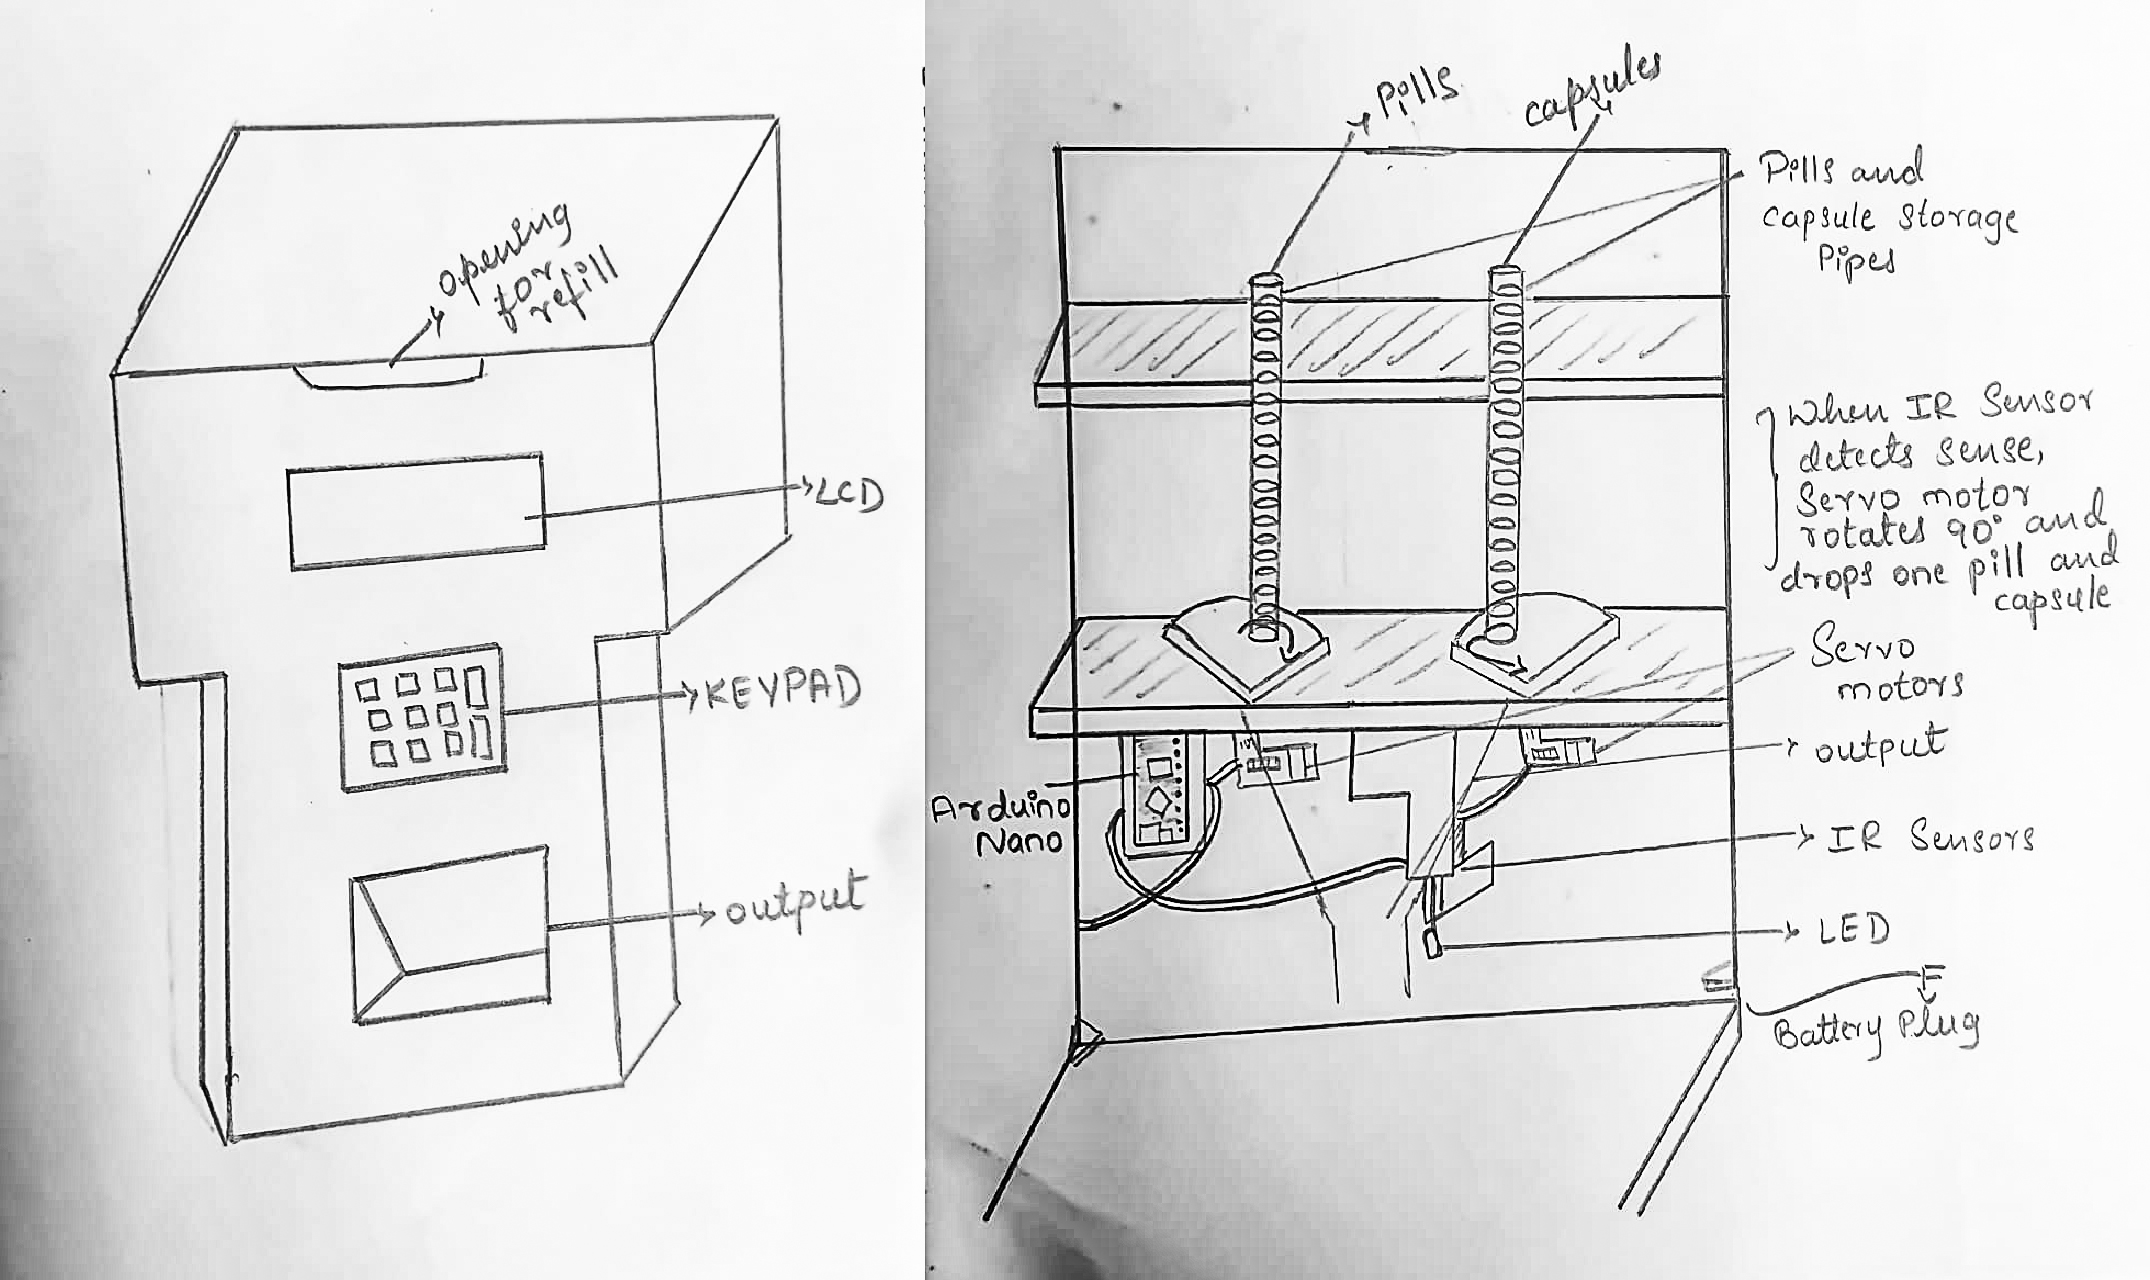 opening
for
refill
LCD
KEYPAD
output
Pills
capsules
Pills and
capsule storage
Pipes
When IR Sensor
detects sense,
Servo motor
rotates 90° and
drops one pill and
capsule
Servo
motors
output
Arduino
Nano
IR Sensors
LED
Battery Plug